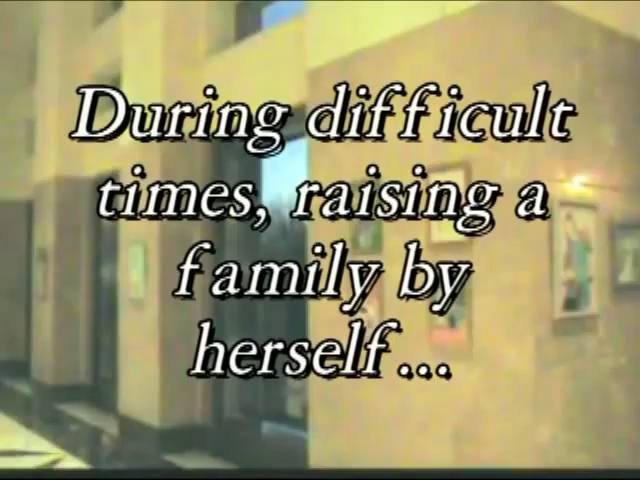 During difficult
times, raising a
family by
herself...